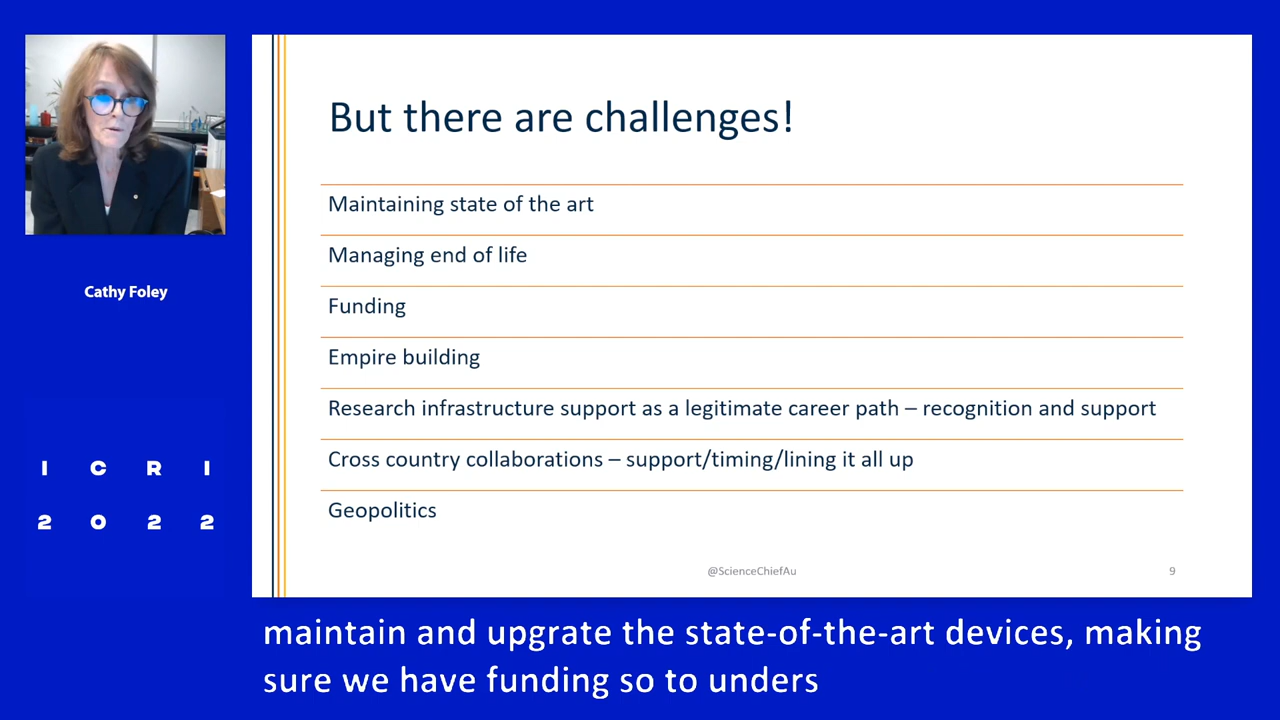 But there are challenges!
Maintaining state of the art
Managing end of life
Funding
Empire building
Research infrastructure support as a legitimate career path – recognition and support
Cross country collaborations – support/timing/lining it all up
Geopolitics
@ScienceChiefAu
9
Cathy Foley
I C R I
2 0 2 2
maintain and upgrate the state-of-the-art devices, making
sure we have funding so to unders